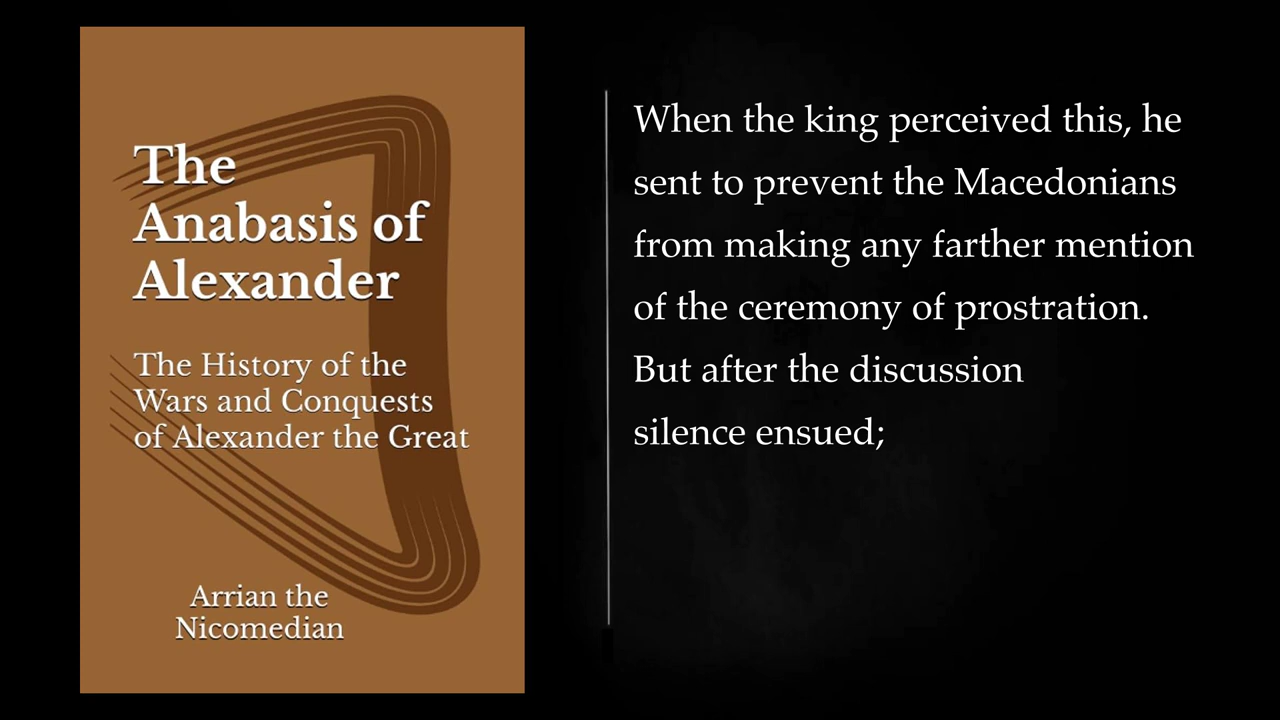 The
Anabasis of
Alexander
The History of the
Wars and Conquests
of Alexander the Great
Arrian the
Nicomedian
When the king perceived this, he
sent to prevent the Macedonians
from making any farther mention
of the ceremony of prostration.
But after the discussion
silence ensued;